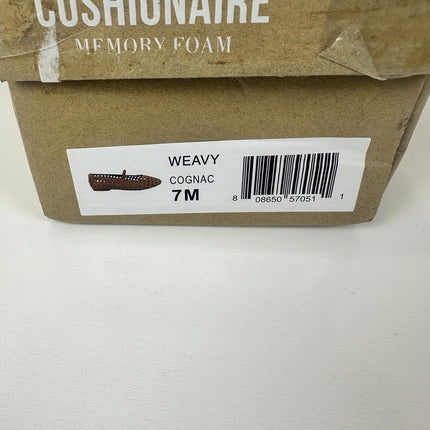 CUSHIONAIRE
MEMORY FOAM
WEAVY
COGNAC
7M
8 08650 57051 1